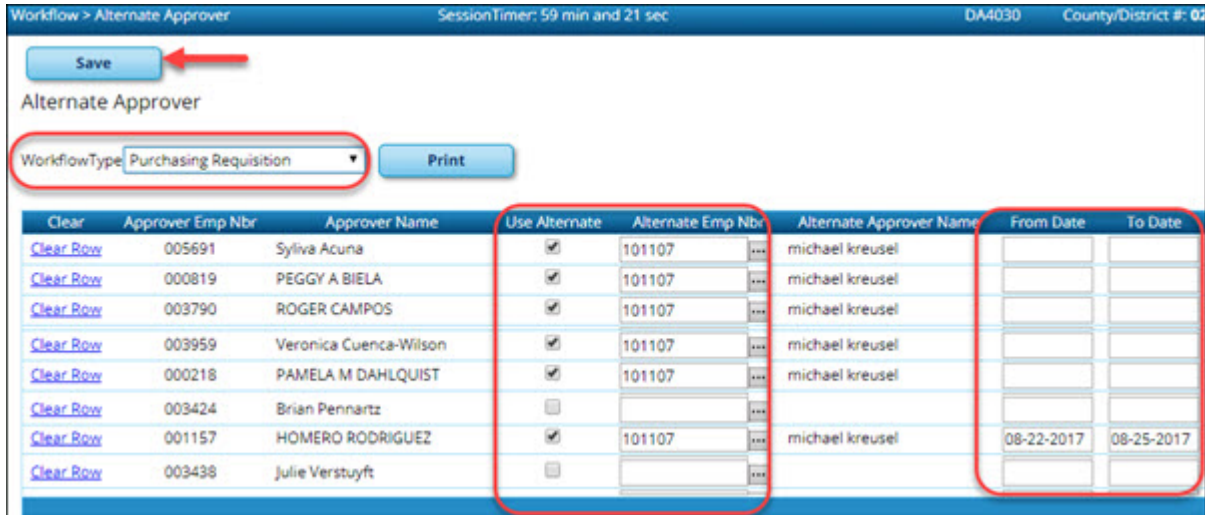 Workflow > Alternate Approver SessionTimer: 59 min and 21 sec DA4030 County/District #: 02
Save
Alternate Approver
WorkflowType Purchasing Requisition Print
Clear Approver Emp Nbr Approver Name Use Alternate Alternate Emp Nbr Alternate Approver Name From Date To Date
Clear Row 005691 Syliva Acuna 101107 ... michael kreusel
Clear Row 000819 PEGGY A BIELA 101107 ... michael kreusel
Clear Row 003790 ROGER CAMPOS 101107 ... michael kreusel
Clear Row 003959 Veronica Cuenca-Wilson 101107 ... michael kreusel
Clear Row 000218 PAMELA M DAHLQUIST 101107 ... michael kreusel
Clear Row 003424 Brian Pennartz ...
Clear Row 001157 HOMERO RODRIGUEZ 101107 ... michael kreusel 08-22-2017 08-25-2017
Clear Row 003438 Julie Verstuyft ...